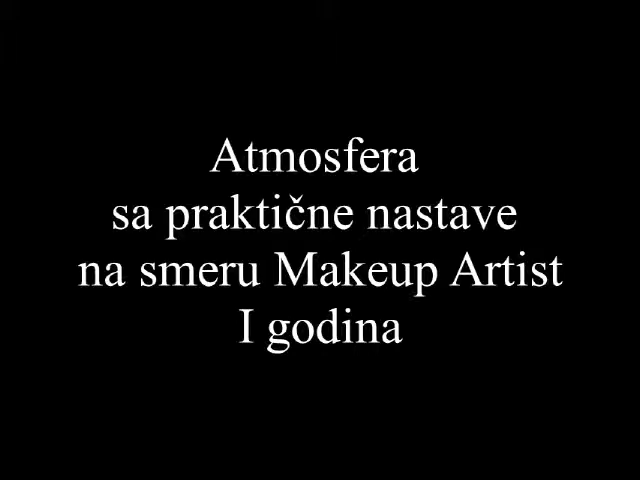 Atmosfera
sa praktične nastave
na smeru Makeup Artist
I godina